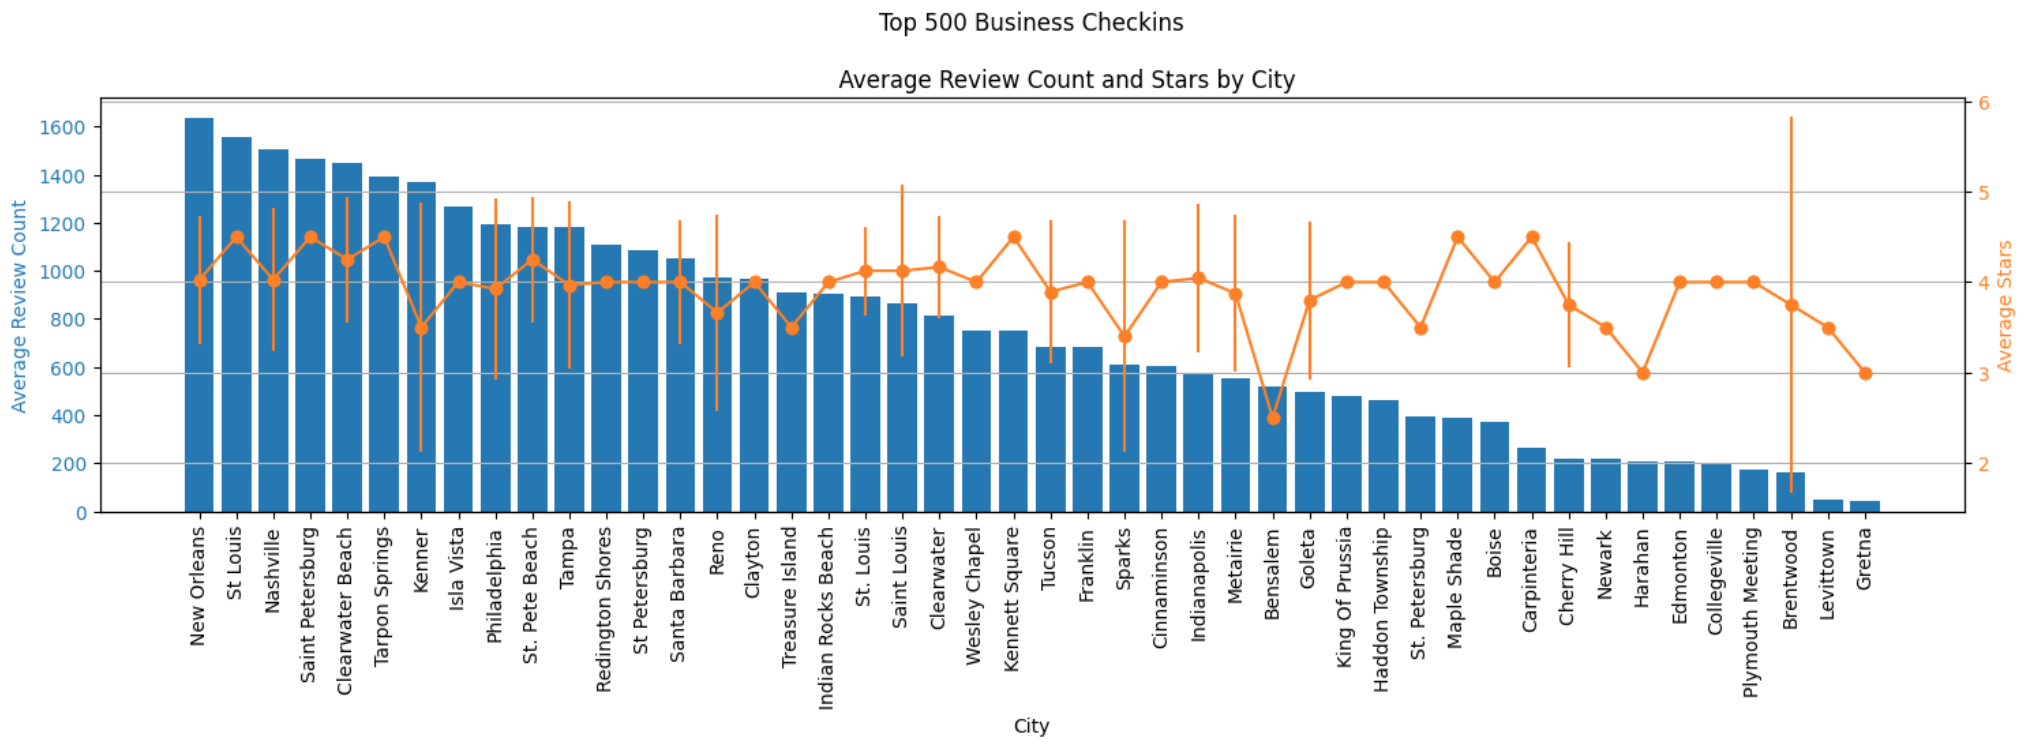 Top 500 Business Checkins
Average Review Count and Stars by City
Average Review Count
1600
1400
1200
1000
800
600
400
200
0
6
5
4
3
2
Average Stars
New Orleans
St Louis
Nashville
Saint Petersburg
Clearwater Beach
Tarpon Springs
Kenner
Isla Vista
Philadelphia
St. Pete Beach
Tampa
Redington Shores
St Petersburg
Santa Barbara
Reno
Clayton
Treasure Island
Indian Rocks Beach
St. Louis
Saint Louis
Clearwater
Wesley Chapel
Kennett Square
Tucson
Franklin
Sparks
Cinnaminson
Indianapolis
Metairie
Bensalem
Goleta
King Of Prussia
Haddon Township
St. Petersburg
Maple Shade
Boise
Carpinteria
Cherry Hill
Newark
Harahan
Edmonton
Collegeville
Plymouth Meeting
Brentwood
Levittown
Gretna
City